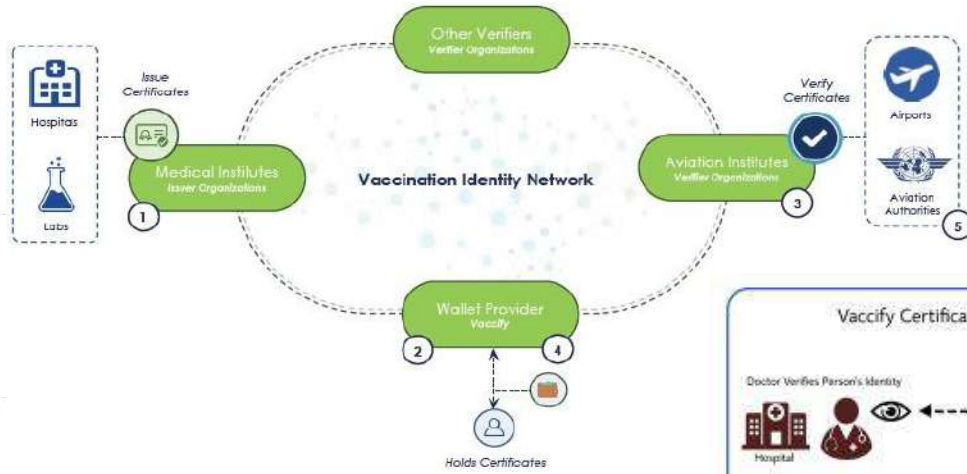 Other Verifiers
Verifier Organizations
Issue
Certificates
Verify
Certificates
Hospitals
Labs
Medical Institutes
Issuer Organizations
1
Vaccination Identity Network
Aviation Institutes
Verifier Organizations
3
Airports
Aviation
Authorities
5
Wallet Provider
Vaccify
2
4
Holds Certificates
Vaccify Certifica
Doctor Verifies Person's Identity
Hospital